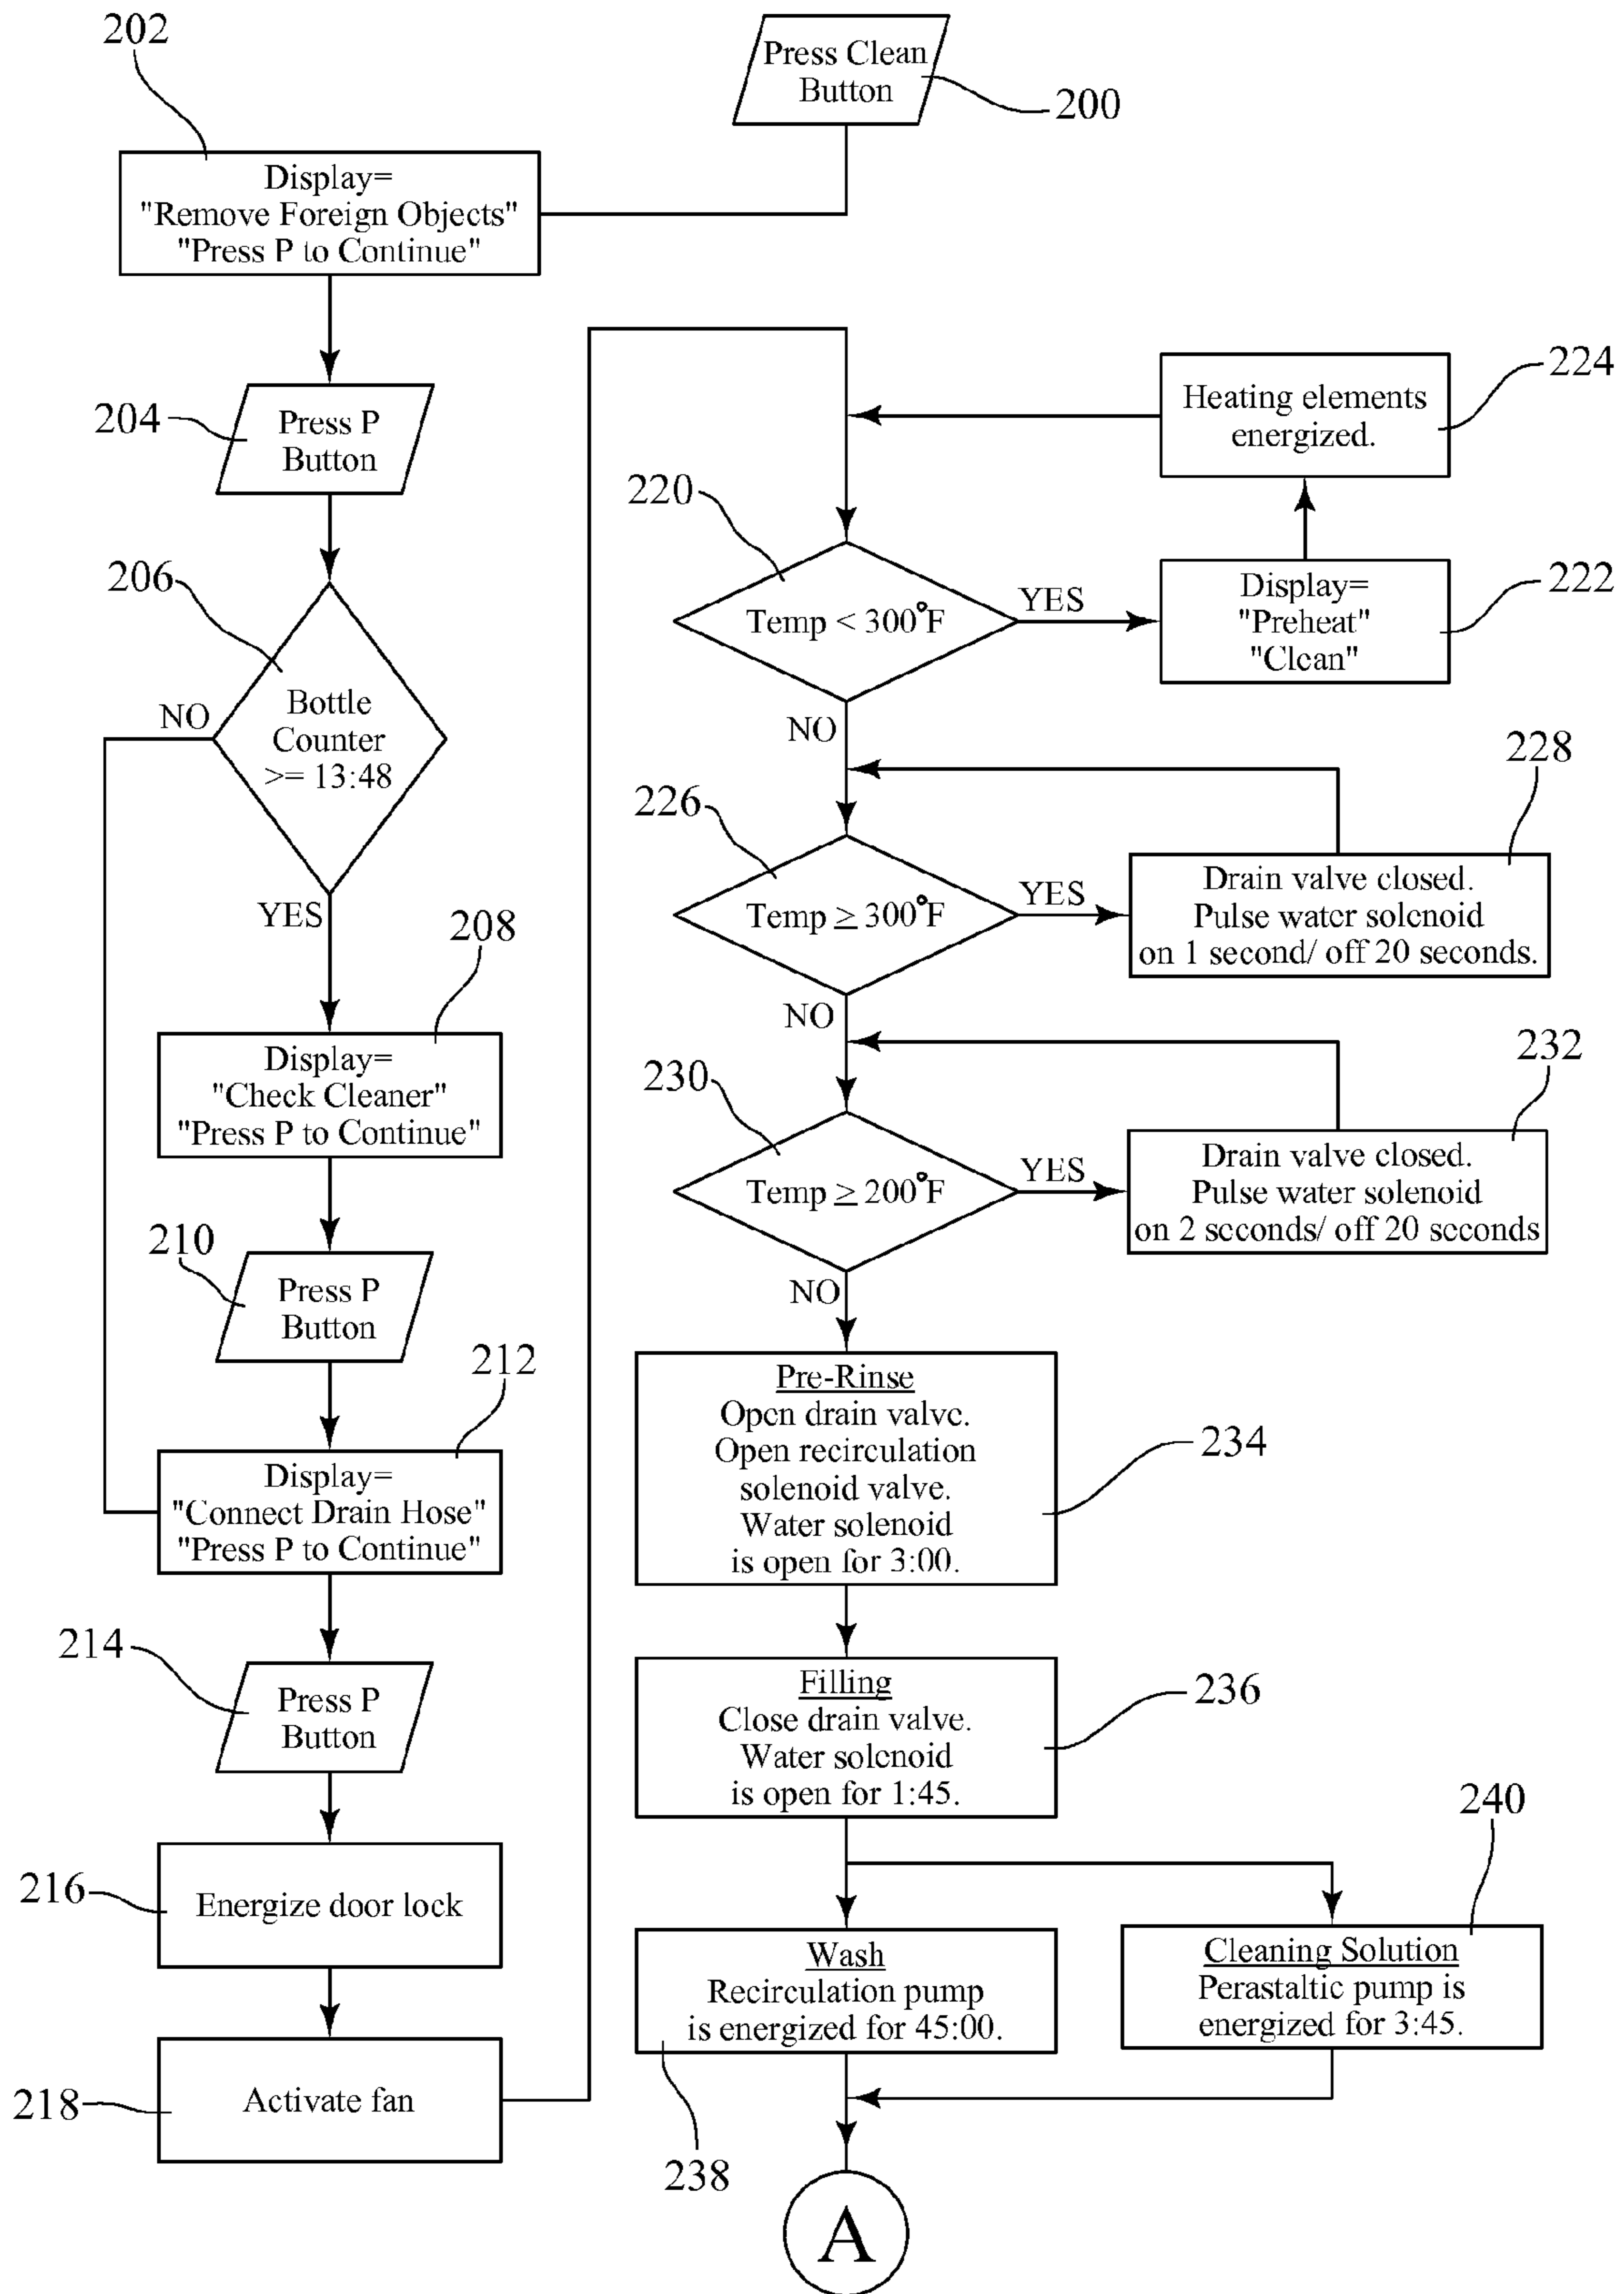 Press Clean
Button
200
202
Display=
"Remove Foreign Objects"
"Press P to Continue"
204
Press P
Button
206
Bottle
Counter
>= 13:48
NO
YES
208
Display=
"Check Cleaner"
"Press P to Continue"
210
Press P
Button
212
Display=
"Connect Drain Hose"
"Press P to Continue"
214
Press P
Button
216
Energize door lock
218
Activate fan
220
Temp < 300°F
YES
NO
222
Display=
"Preheat"
"Clean"
224
Heating elements
energized.
226
Temp ≥ 300°F
YES
NO
228
Drain valve closed.
Pulse water solenoid
on 1 second/ off 20 seconds.
230
Temp ≥ 200°F
YES
NO
232
Drain valve closed.
Pulse water solenoid
on 2 seconds/ off 20 seconds
234
Pre-Rinse
Open drain valve.
Open recirculation
solenoid valve.
Water solenoid
is open for 3:00.
236
Filling
Close drain valve.
Water solenoid
is open for 1:45.
238
Wash
Recirculation pump
is energized for 45:00.
240
Cleaning Solution
Perastaltic pump is
energized for 3:45.
A